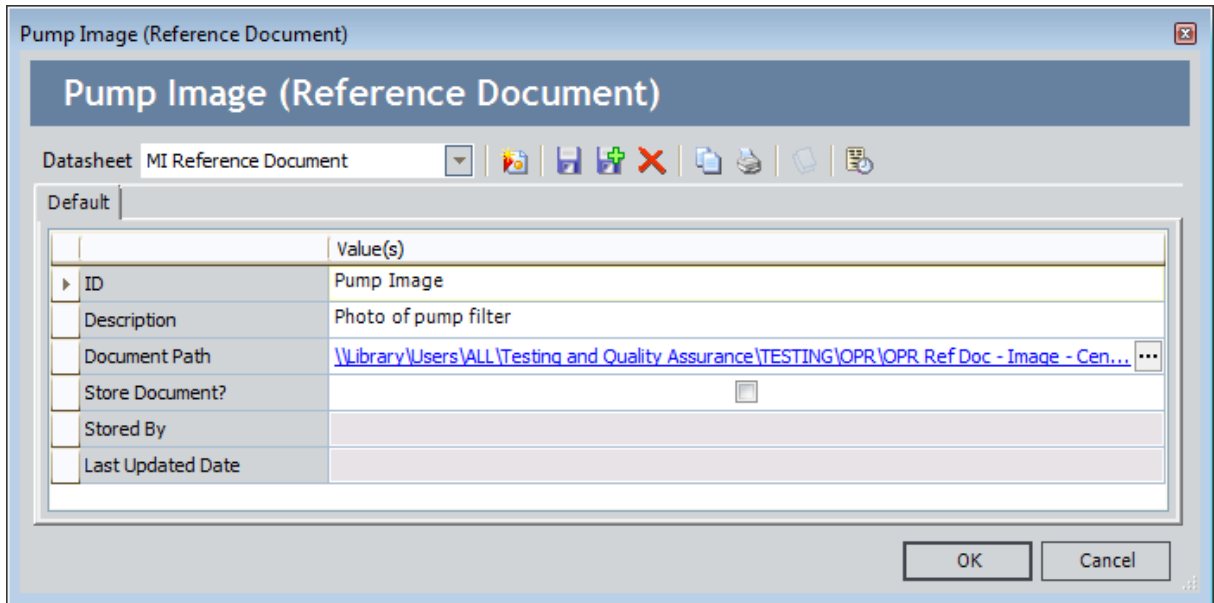 Pump Image (Reference Document)
Pump Image (Reference Document)
Datasheet MI Reference Document
Default
Value(s)
ID Pump Image
Description Photo of pump filter
Document Path \\Library\Users\ALL\Testing and Quality Assurance\TESTING\OPR\OPR Ref Doc - Image - Cen... ...
Store Document?
Stored By
Last Updated Date
OK Cancel